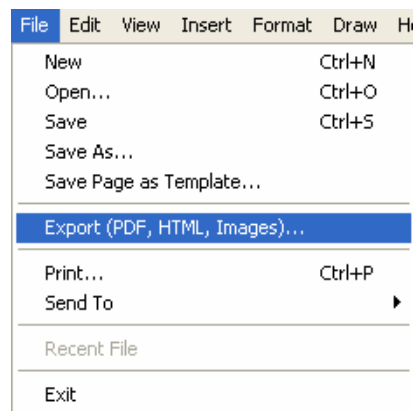 File Edit View Insert Format Draw
New Ctrl+N
Open... Ctrl+O
Save Ctrl+S
Save As...
Save Page as Template...
Export (PDF, HTML, Images)...
Print... Ctrl+P
Send To
Recent File
Exit